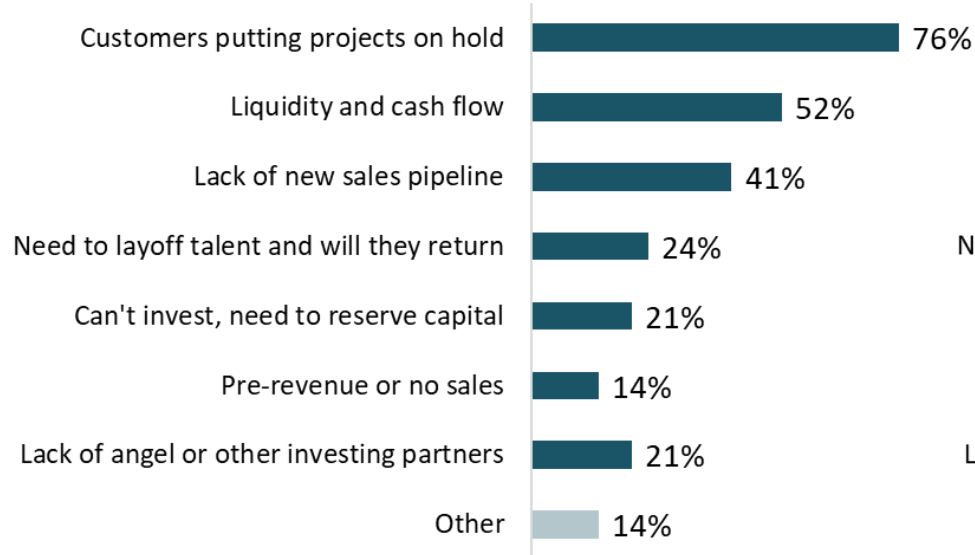 Customers putting projects on hold 76%
Liquidity and cash flow 52%
Lack of new sales pipeline 41%
Need to layoff talent and will they return 24% N
Can't invest, need to reserve capital 21%
Pre-revenue or no sales 14%
Lack of angel or other investing partners 21% L
Other 14%